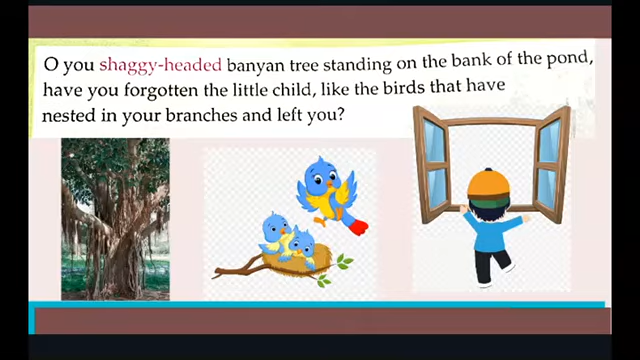 O you shaggy-headed banyan tree standing on the bank of the pond,
have you forgotten the little child, like the birds that have
nested in your branches and left you?